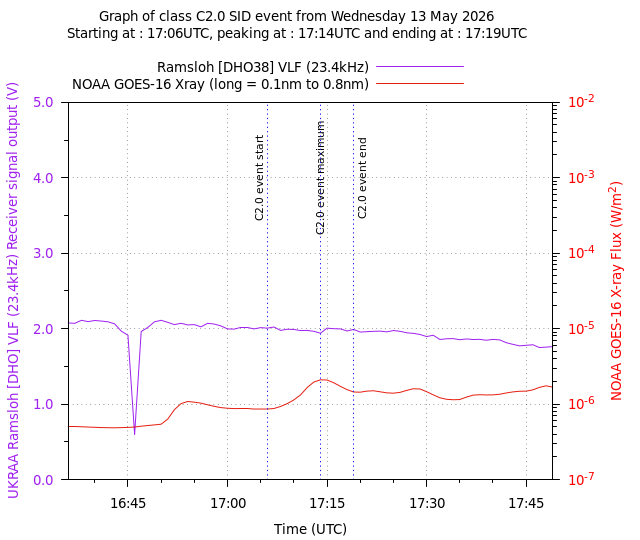 Graph of class C2.0 SID event from Wednesday 13 May 2026
Starting at : 17:06UTC, peaking at : 17:14UTC and ending at : 17:19UTC
Ramsloh [DHO38] VLF (23.4kHz)
NOAA GOES-16 Xray (long = 0.1nm to 0.8nm)
UKRAA Ramsloh [DHO] VLF (23.4kHz) Receiver signal output (V)
5.0
4.0
3.0
2.0
1.0
0.0
C2.0 event start
C2.0 event maximum
C2.0 event end
10-2
10-3
10-4
10-5
10-6
10-7
NOAA GOES-16 X-ray Flux (W/m2)
16:45 17:00 17:15 17:30 17:45
Time (UTC)